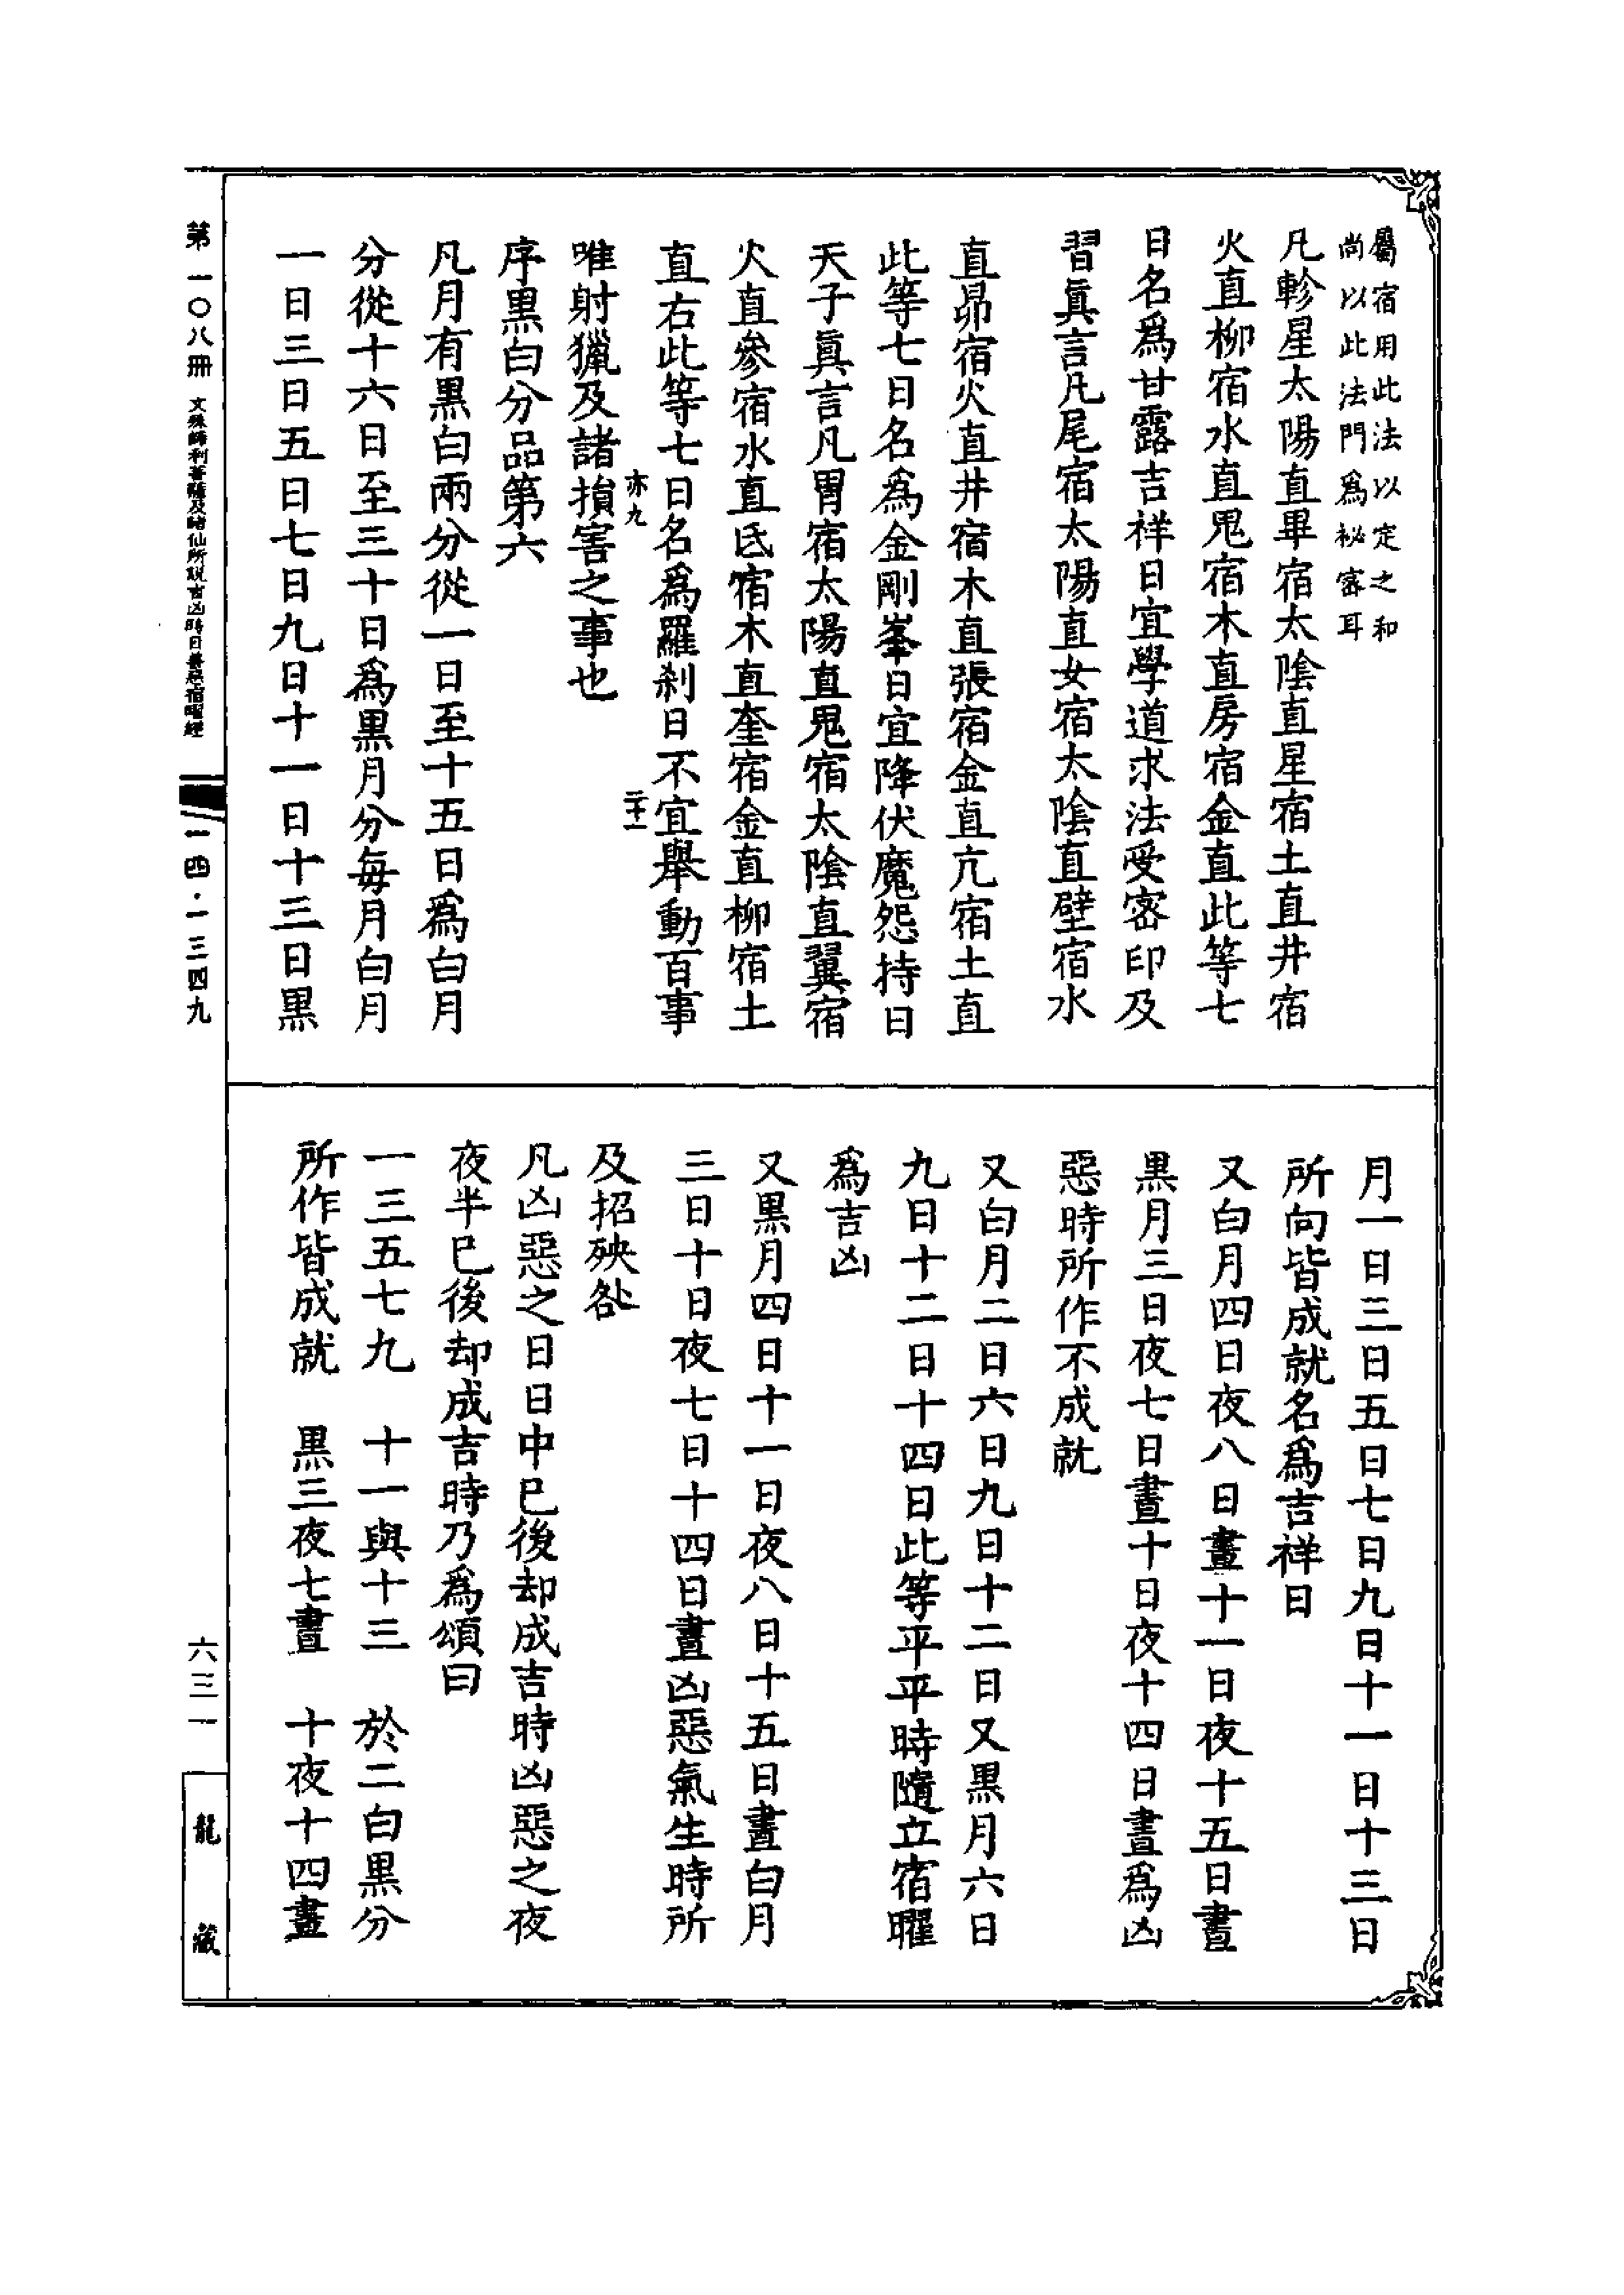 屬宿用此法以定之和
尚以此法門爲祕密耳
凡軫星太陽直畢宿太陰直星宿土直井宿
火直柳宿水直鬼宿木直房宿金直此等七
日名爲甘露吉祥日宜學道求法受密印及
習眞言凡尾宿太陽直女宿太陰直壁宿水
直昴宿火直井宿木直張宿金直亢宿土直
此等七日名爲金剛峯日宜降伏魔怨持日
天子眞言凡胃宿太陽直鬼宿太陰直翼宿
火直參宿水直氐宿木直奎宿金直柳宿土
直右此等七日名爲羅刹日不宜舉動百事
亦九
二十一
唯射獵及諸損害之事也
序黑白分品第六
凡月有黑白兩分從一日至十五日爲白月
分從十六日至三十日爲黑月分每月白月
一日三日五日七日九日十一日十三日黑
月一日三日五日七日九日十一日十三日
所向皆成就名爲吉祥日
又白月四日夜八日晝十一日夜十五日晝
黑月三日夜七日晝十日夜十四日晝爲凶
惡時所作不成就
又白月二日六日九日十二日又黑月六日
九日十二日十四日此等平平時隨立宿曜
爲吉凶
又黑月四日十一日夜八日十五日晝白月
三日十日夜七日十四日晝凶惡氣生時所
及招殃咎
凡凶惡之日日中已後却成吉時凶惡之夜
夜半已後却成吉時乃爲頌曰
一三五七九　十一與十三　於二白黑分
所作皆成就　黑三夜七晝　十夜十四晝
第一〇八冊　文殊師利菩薩及諸仙所說吉凶時日善惡宿曜經
一四·一三四九
六三一
龍藏